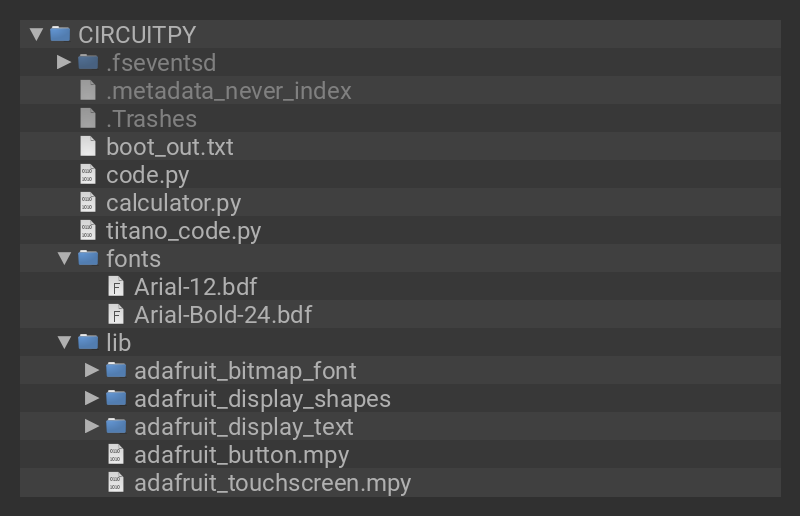 CIRCUITPY
.fseventsd
.metadata_never_index
.Trashes
boot_out.txt
code.py
calculator.py
titano_code.py
fonts
Arial-12.bdf
Arial-Bold-24.bdf
lib
adafruit_bitmap_font
adafruit_display_shapes
adafruit_display_text
adafruit_button.mpy
adafruit_touchscreen.mpy